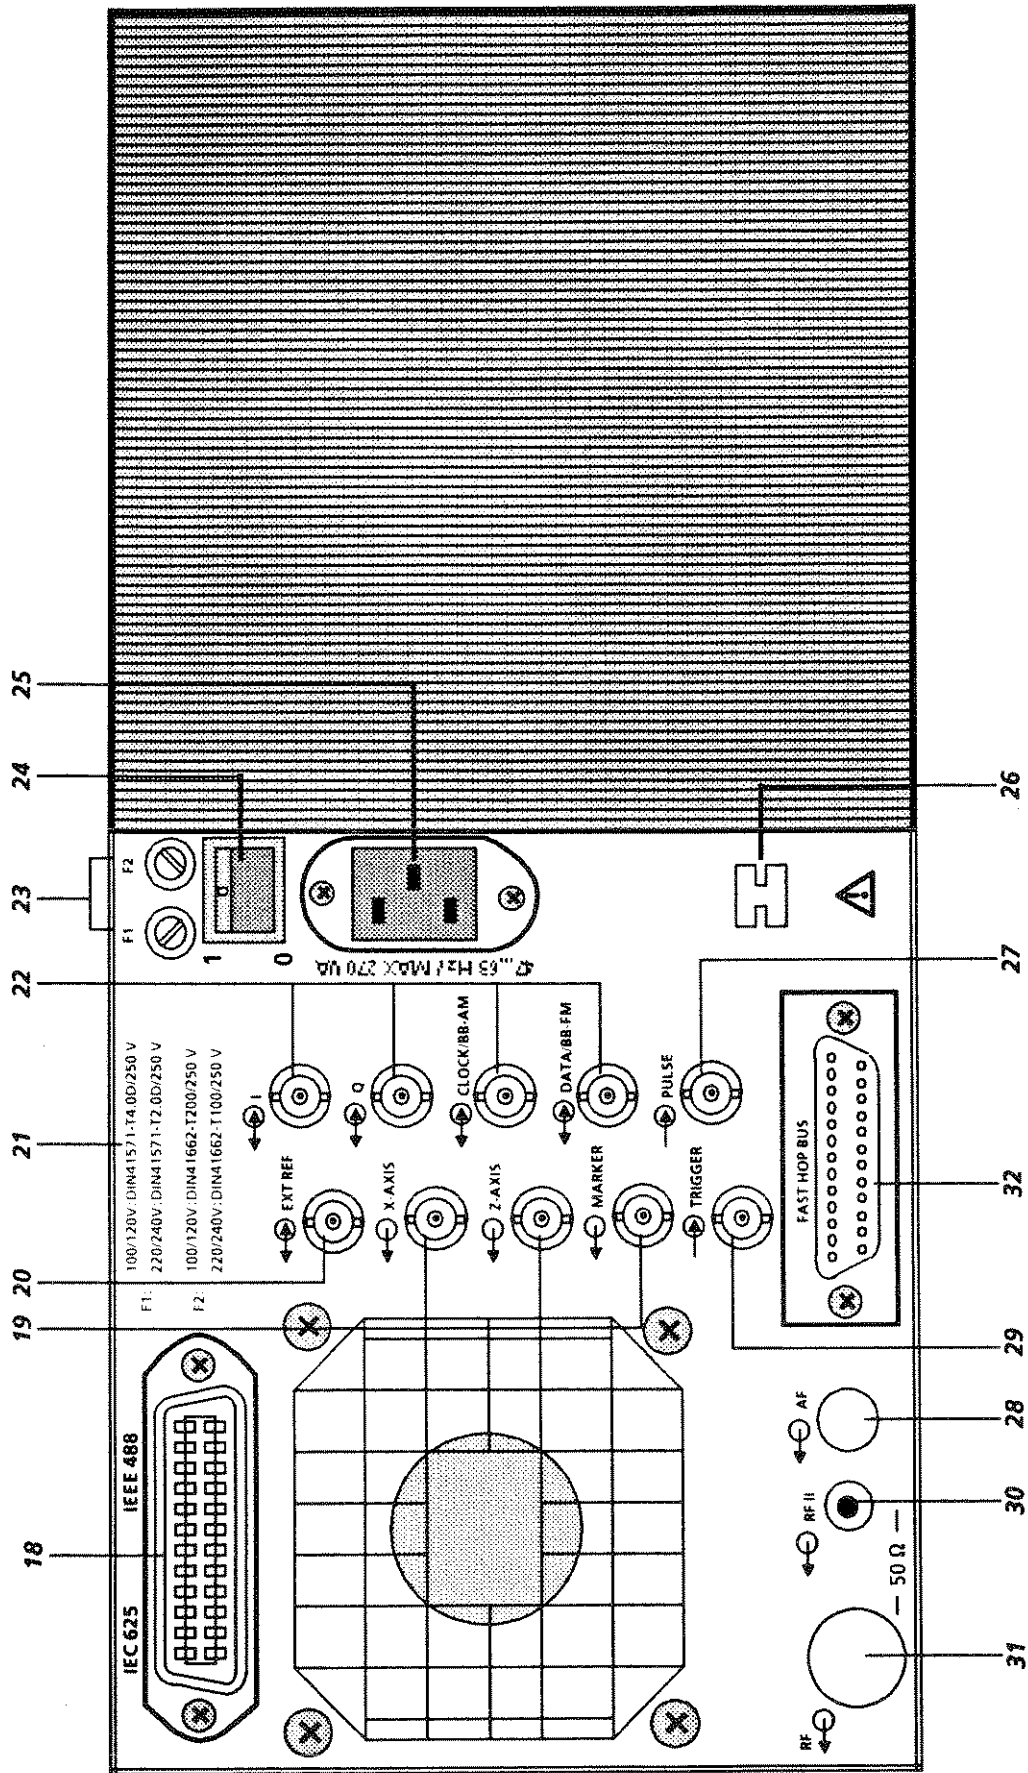 18
19
20
21
22
23
24
25
IEC 625
IEEE 488
F1:
100/120V: DIN41571-T4.0D/250 V
220/240V: DIN41571-T2.0D/250 V
F2:
100/120V: DIN41662-T200/250 V
220/240V: DIN41662-T100/250 V
F1
F2
1
0
47...63 Hz / MAX 270 VA
EXT REF
X-AXIS
Z-AXIS
MARKER
TRIGGER
I
Q
CLOCK/BB-AM
DATA/BB-FM
PULSE
FAST HOP BUS
RF
RF II
AF
50 Ω
31
30
28
29
32
27
26